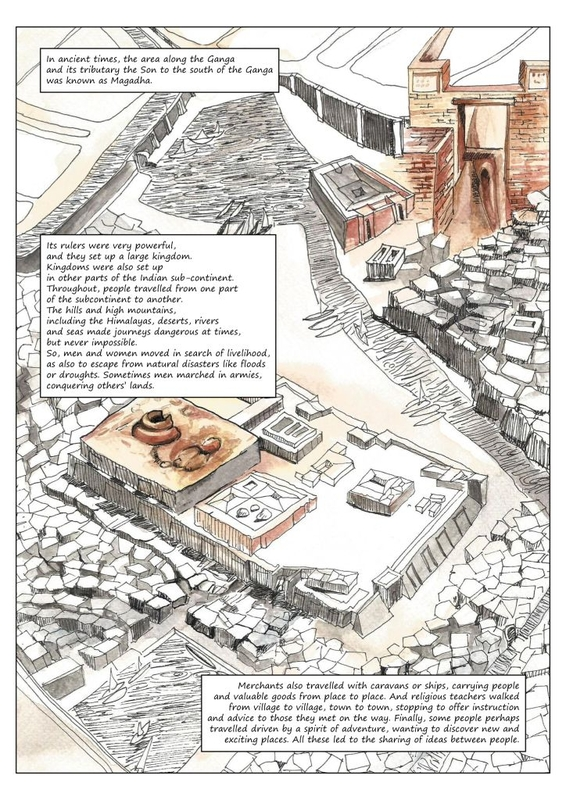 In ancient times, the area along the Ganga
and its tributary the Son to the south of the Ganga
was known as Magadha.
Its rulers were very powerful,
and they set up a large kingdom.
Kingdoms were also set up
in other parts of the Indian sub-continent.
Throughout, people travelled from one part
of the subcontinent to another.
The hills and high mountains,
including the Himalayas, deserts, rivers
and seas made journeys dangerous at times,
but never impossible.
So, men and women moved in search of livelihood,
as also to escape from natural disasters like floods
or droughts. Sometimes men marched in armies,
conquering others' lands.
Merchants also travelled with caravans or ships, carrying people
and valuable goods from place to place. And religious teachers walked
from village to village, town to town, stopping to offer instruction
and advice to those they met on the way. Finally, some people perhaps
travelled driven by a spirit of adventure, wanting to discover new and
exciting places. All these led to the sharing of ideas between people.